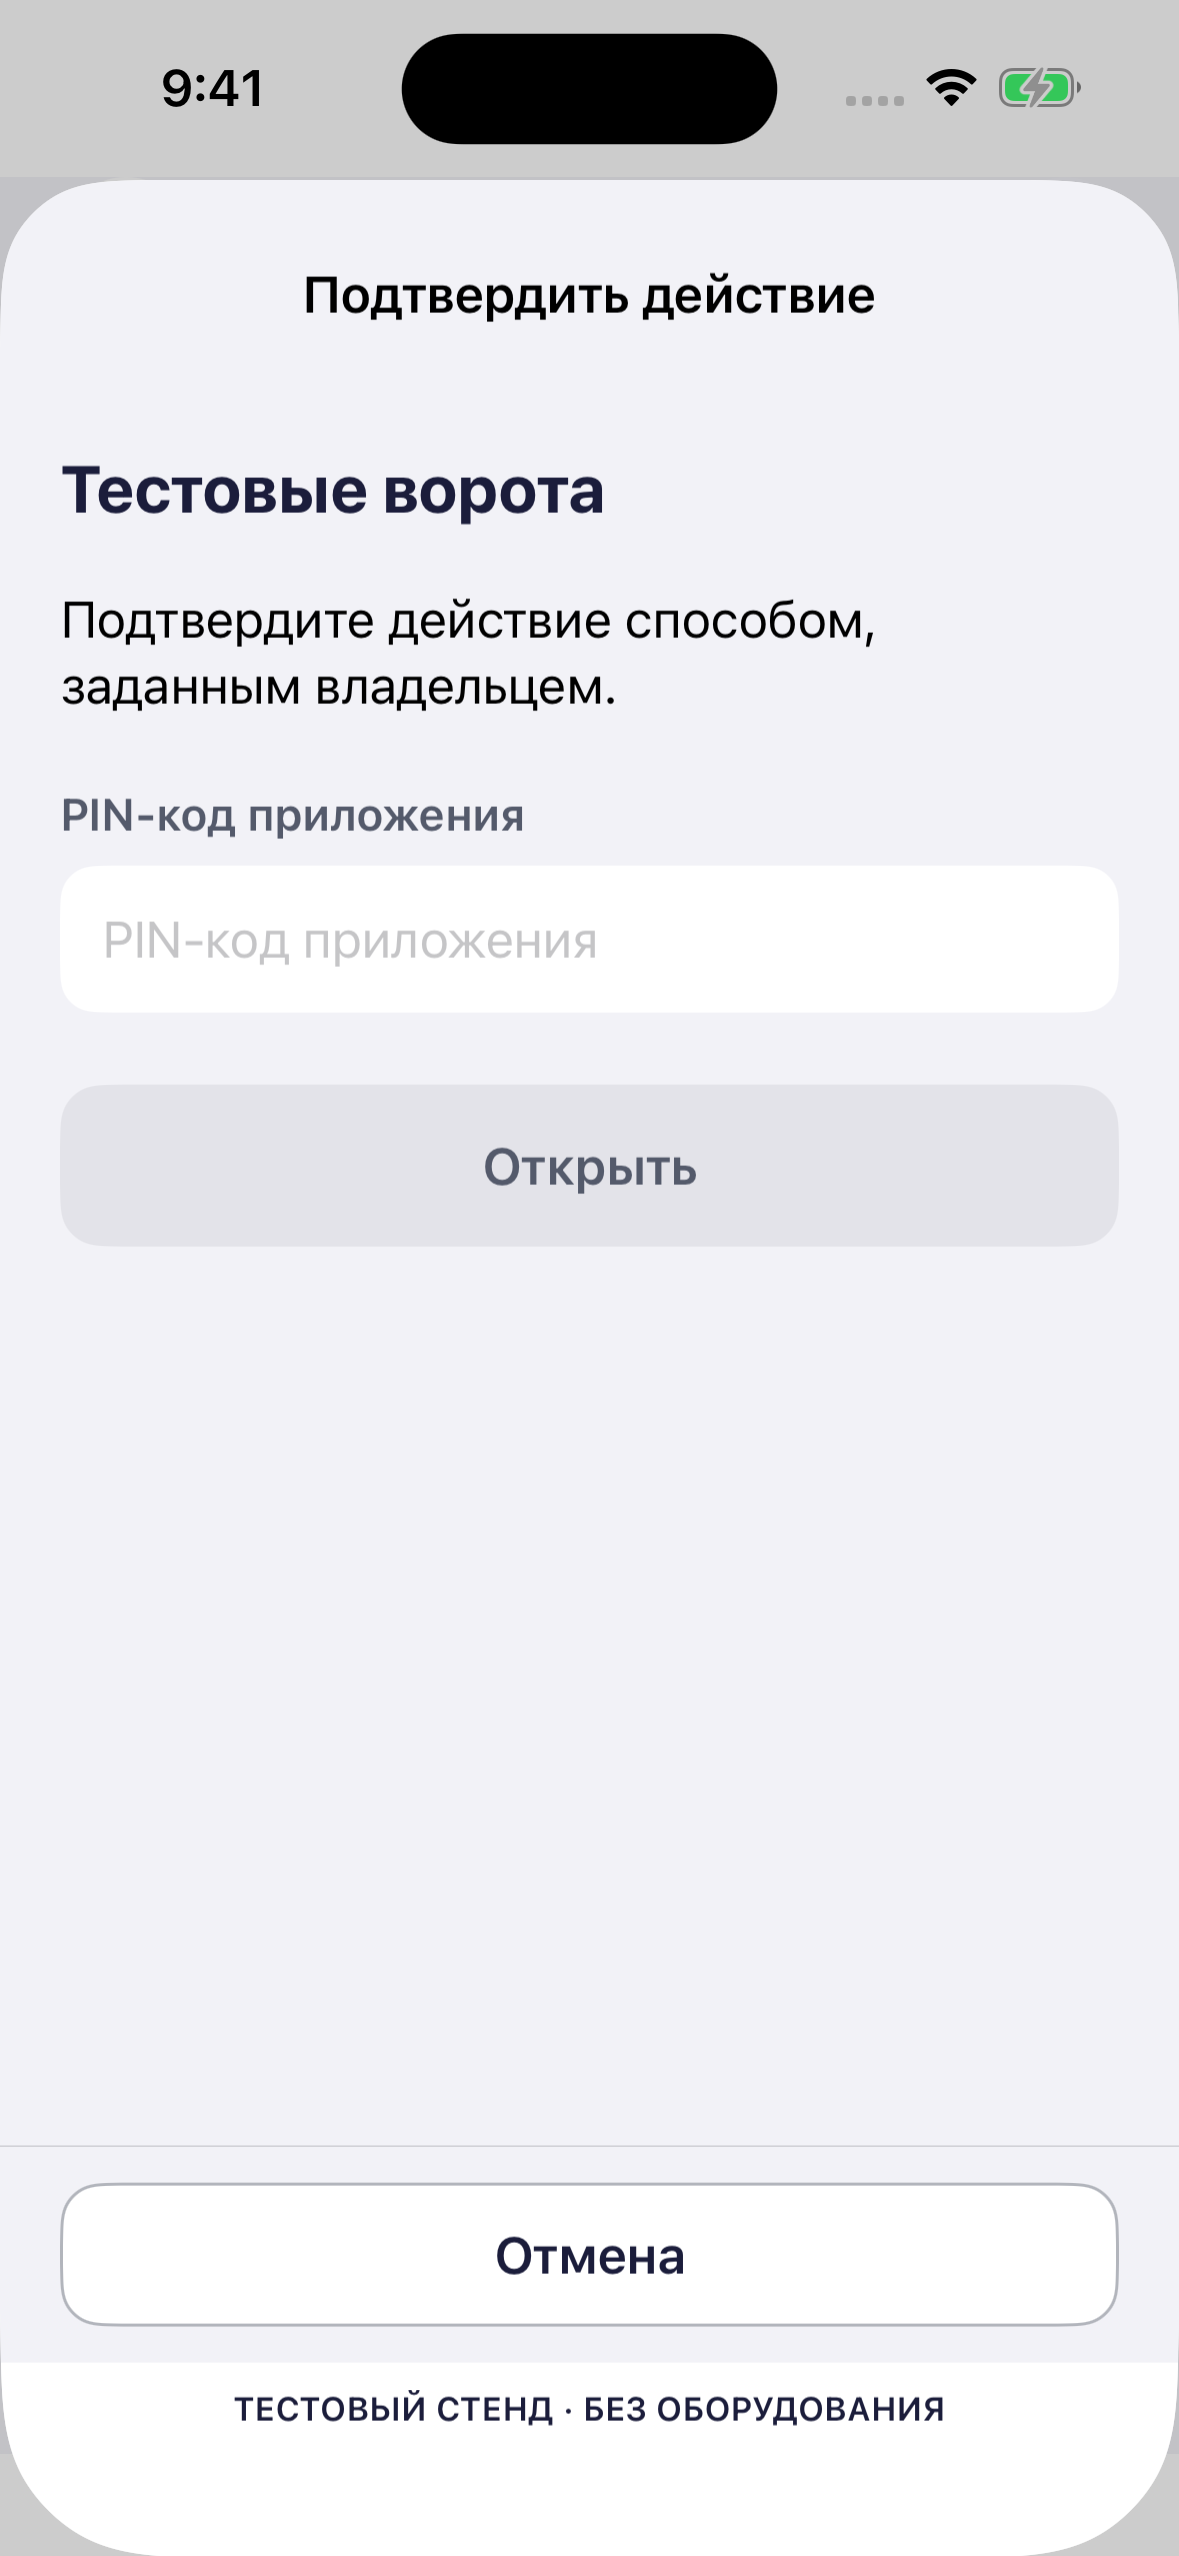 9:41
Подтвердить действие
Тестовые ворота
Подтвердите действие способом,
заданным владельцем.
PIN-код приложения
PIN-код приложения
Открыть
Отмена
ТЕСТОВЫЙ СТЕНД · БЕЗ ОБОРУДОВАНИЯ